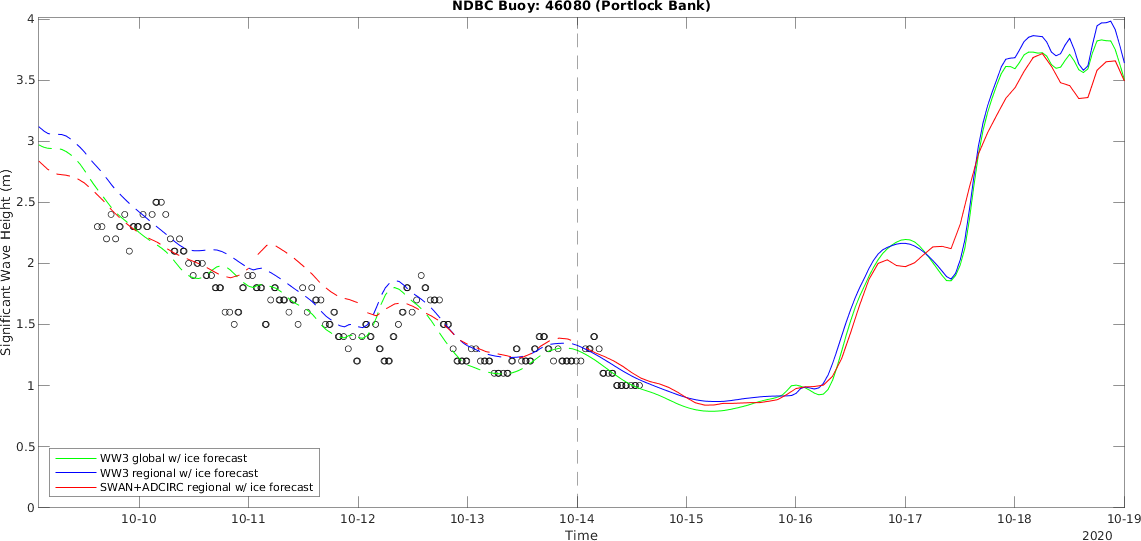 NDBC Buoy: 46080 (Portlock Bank)
Significant Wave Height (m)
4
3.5
3
2.5
2
1.5
1
0.5
0
WW3 global w/ ice forecast
WW3 regional w/ ice forecast
SWAN+ADCIRC regional w/ ice forecast
10-10 10-11 10-12 10-13 10-14 10-15 10-16 10-17 10-18 10-19
Time
2020